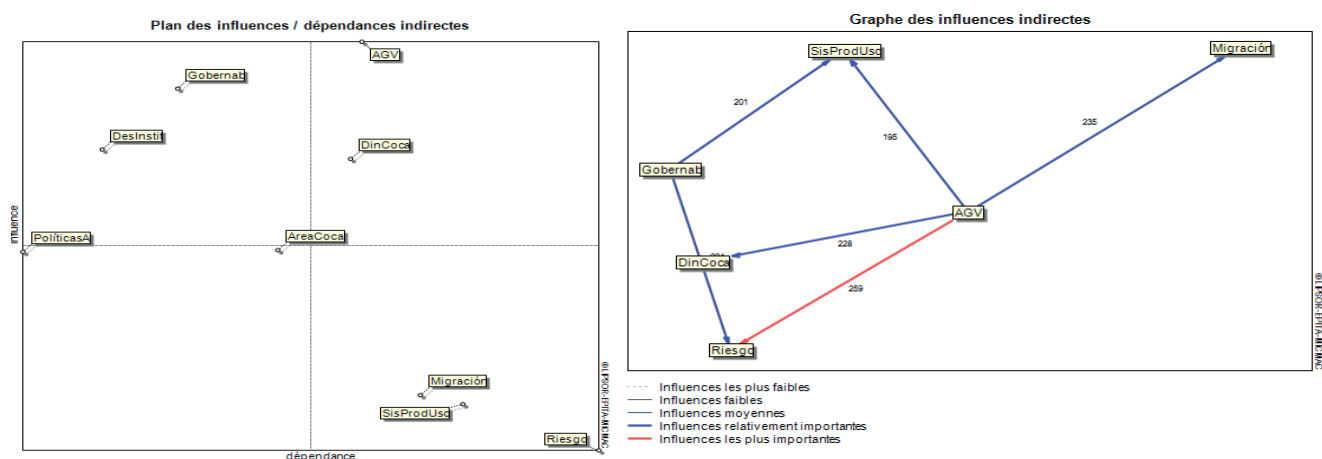 Plan des influences / dépendances indirectes
AGV
Gobernab
DesInstit
DinCoca
influence
PolíticasA
AreaCoca
Migración
SisProdUso
Riesgo
dépendance
©LIPSOR-EPITA-MICMAC
Graphe des influences indirectes
SisProdUso
Migración
201
235
195
Gobernab
AGV
228
DinCoca
259
Riesgo
©LIPSOR-EPITA-MICMAC
Influences les plus faibles
Influences faibles
Influences moyennes
Influences relativement importantes
Influences les plus importantes